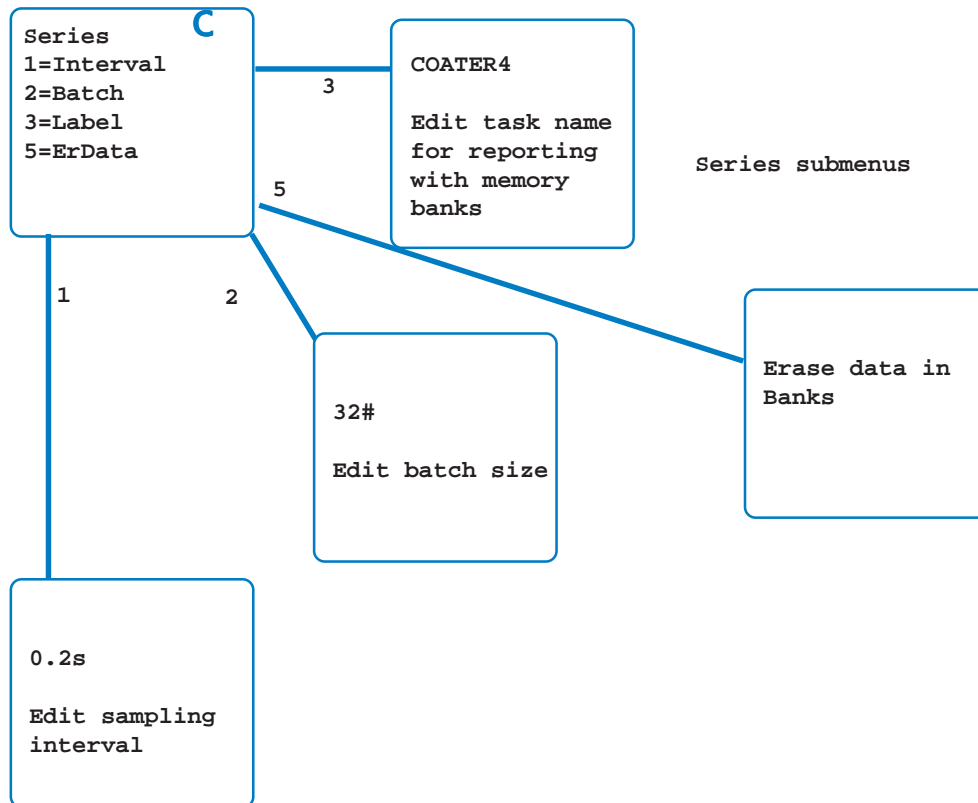 C
Series
1=Interval
2=Batch
3=Label
5=ErData
3
COATER4
Edit task name
for reporting
with memory
banks
Series submenus
5
1
2
Erase data in
Banks
32#
Edit batch size
0.2s
Edit sampling
interval